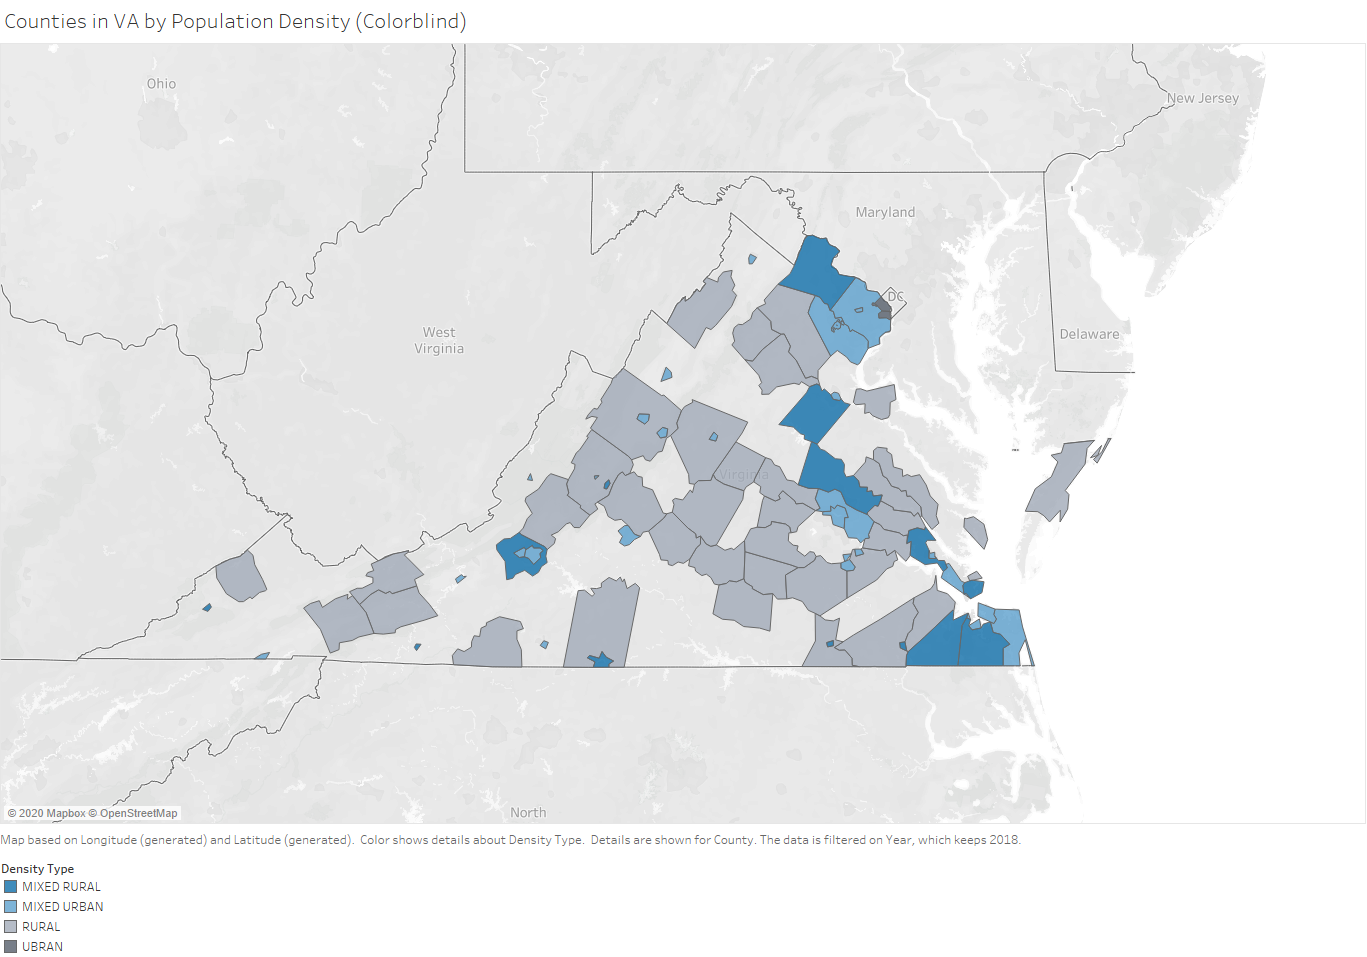 Counties in VA by Population Density (Colorblind)
Ohio
New Jersey
Maryland
DC
West
Virginia
Delaware
Virginia
North
© 2020 Mapbox © OpenStreetMap
Map based on Longitude (generated) and Latitude (generated). Color shows details about Density Type. Details are shown for County. The data is filtered on Year, which keeps 2018.
Density Type
MIXED RURAL
MIXED URBAN
RURAL
UBRAN